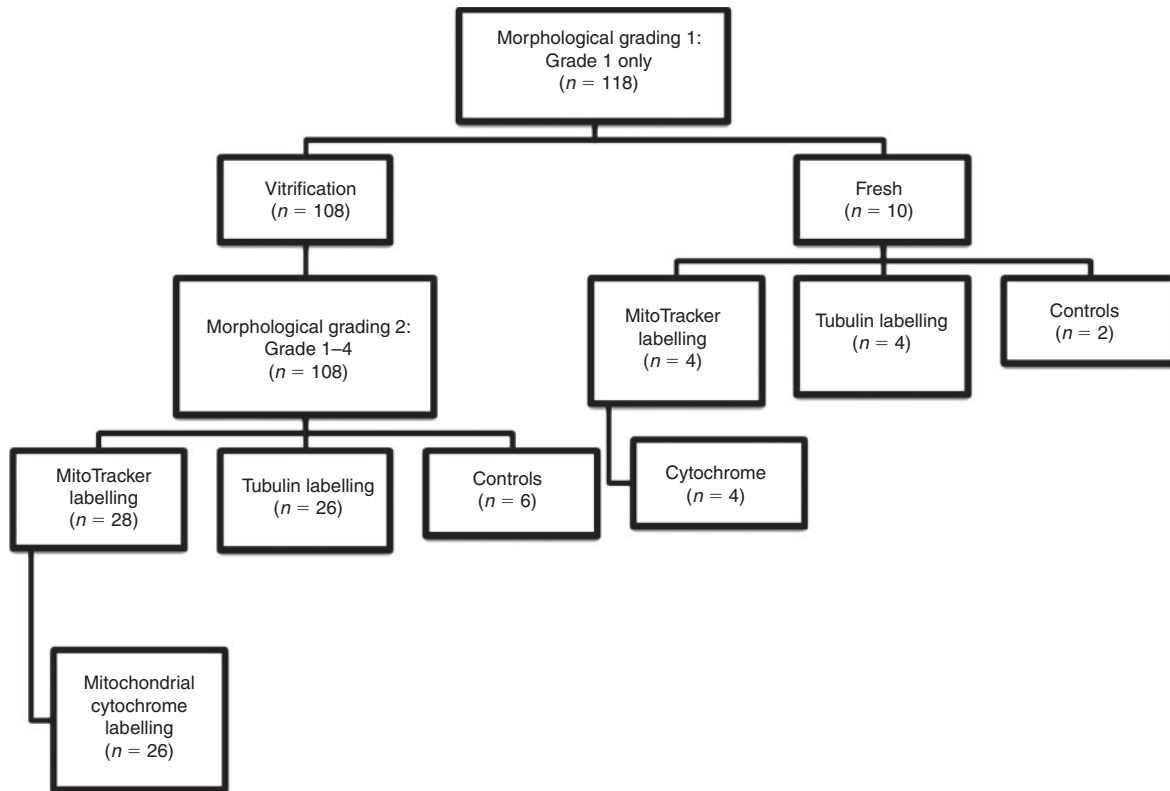 Morphological grading 1:
Grade 1 only
(n = 118)
Vitrification
(n = 108)
Fresh
(n = 10)
Morphological grading 2:
Grade 1–4
(n = 108)
MitoTracker
labelling
(n = 4)
Tubulin labelling
(n = 4)
Controls
(n = 2)
MitoTracker
labelling
(n = 28)
Tubulin labelling
(n = 26)
Controls
(n = 6)
Cytochrome
(n = 4)
Mitochondrial
cytochrome
labelling
(n = 26)